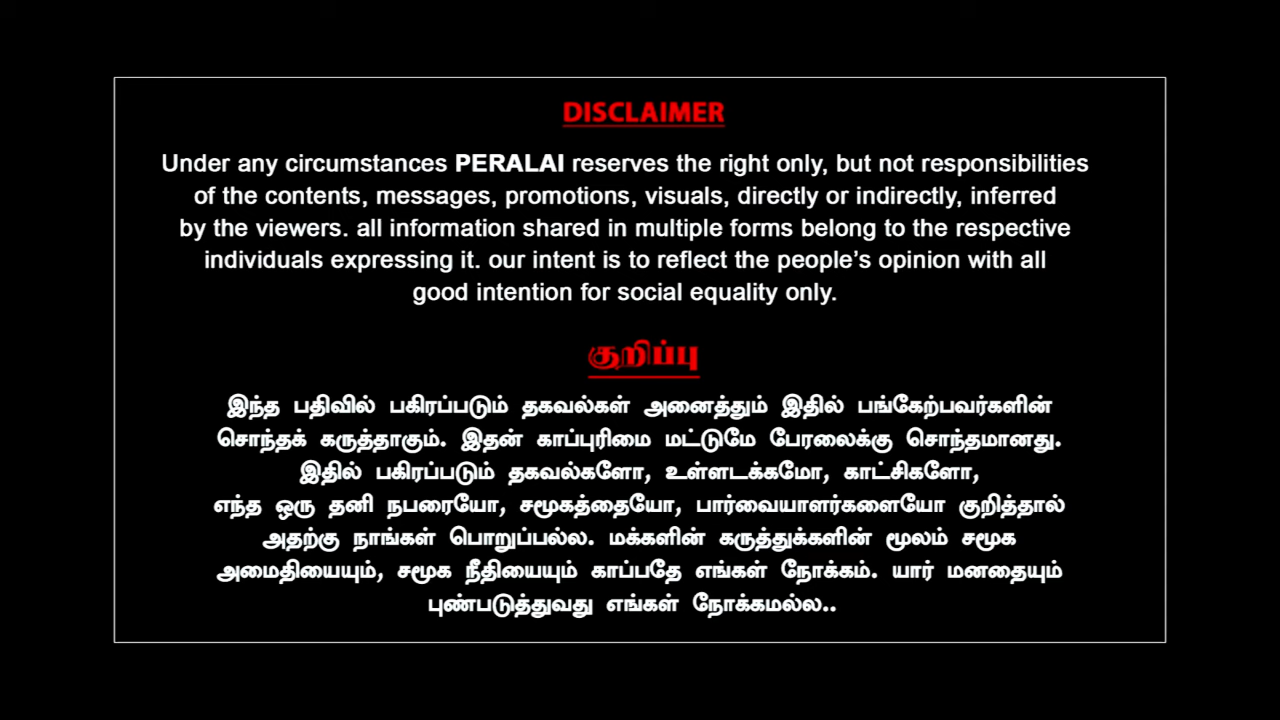 DISCLAIMER
Under any circumstances PERALAI reserves the right only, but not responsibilities
of the contents, messages, promotions, visuals, directly or indirectly, inferred
by the viewers. all information shared in multiple forms belong to the respective
individuals expressing it. our intent is to reflect the people's opinion with all
good intention for social equality only.
குறிப்பு
இந்த பதிவில் பகிரப்படும் தகவல்கள் அனைத்தும் இதில் பங்கேற்பவர்களின்
சொந்தக் கருத்தாகும். இதன் காப்புரிமை மட்டுமே பேரலைக்கு சொந்தமானது.
இதில் பகிரப்படும் தகவல்களோ, உள்ளடக்கமோ, காட்சிகளோ,
எந்த ஒரு தனி நபரையோ, சமூகத்தையோ, பார்வையாளர்களையோ குறித்தால்
அதற்கு நாங்கள் பொறுப்பல்ல. மக்களின் கருத்துக்களின் மூலம் சமூக
அமைதியையும், சமூக நீதியையும் காப்பதே எங்கள் நோக்கம். யார் மனதையும்
புண்படுத்துவது எங்கள் நோக்கமல்ல..